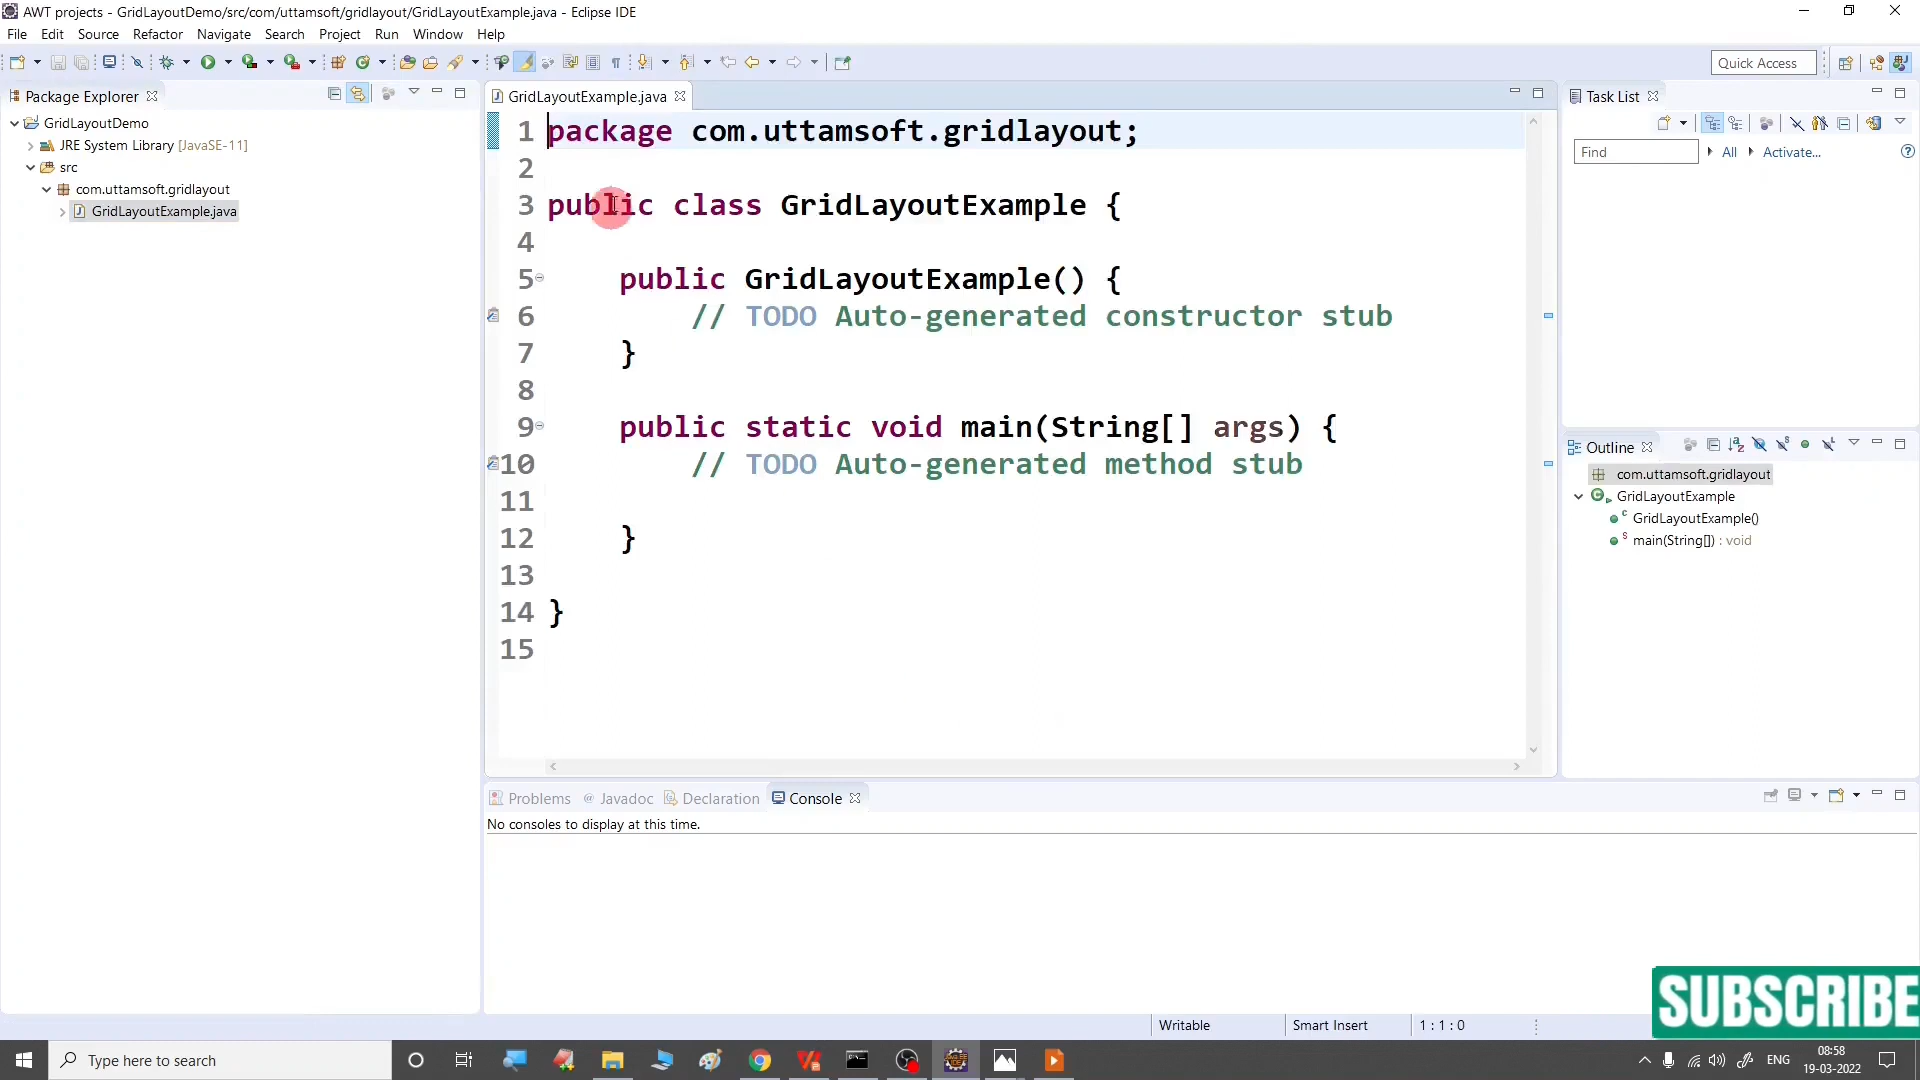 AWT projects - GridLayoutDemo/src/com/uttamsoft/gridlayout/GridLayoutExample.java - Eclipse IDE
File Edit Source Refactor Navigate Search Project Run Window Help
Quick Access
Package Explorer
GridLayoutDemo
JRE System Library [JavaSE-11]
src
com.uttamsoft.gridlayout
GridLayoutExample.java
GridLayoutExample.java
1 package com.uttamsoft.gridlayout;
2
3 public class GridLayoutExample {
4
5 public GridLayoutExample() {
6 // TODO Auto-generated constructor stub
7 }
8
9 public static void main(String[] args) {
10 // TODO Auto-generated method stub
11
12 }
13
14 }
15
Task List
Find All Activate...
Outline
com.uttamsoft.gridlayout
GridLayoutExample
GridLayoutExample()
main(String[]) : void
Problems Javadoc Declaration Console
No consoles to display at this time.
Writable Smart Insert 1 : 1 : 0
SUBSCRIBE
Type here to search
ENG
08:58
19-03-2022